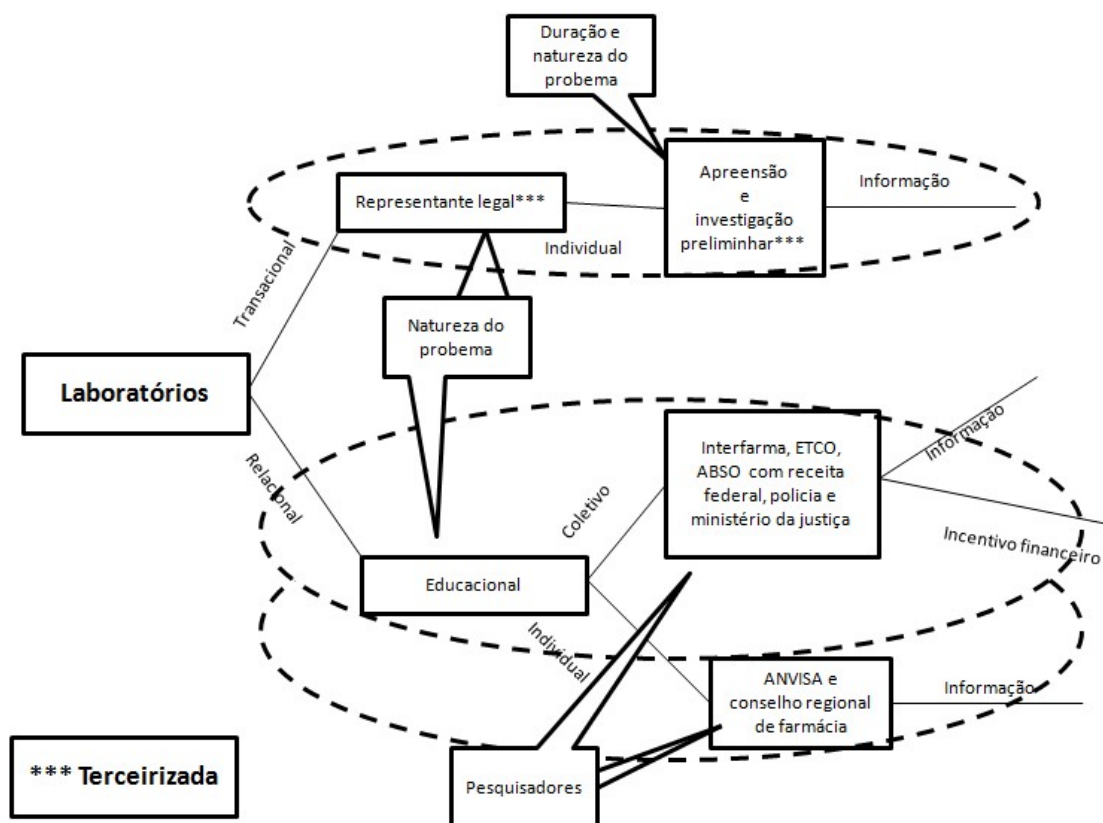 Duração e
natureza do
probema
Apreensão
e
investigação
preliminhar***
Informação
Representante legal***
Individual
Transacional
Natureza do
probema
Laboratórios
Relacional
Interfarma, ETCO,
ABSO com receita
federal, policia e
ministério da justiça
Informação
Incentivo financeiro
Coletivo
Educacional
Individual
ANVISA e
conselho regional
de farmácia
Informação
Pesquisadores
*** Terceirizada